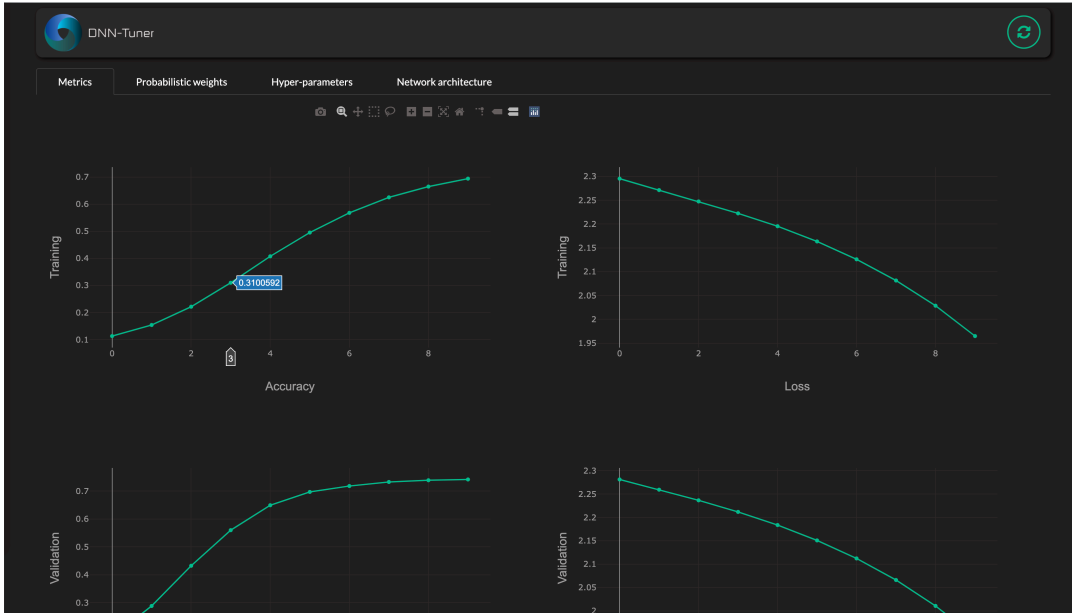 DNN-Tuner
Metrics Probabilistic weights Hyper-parameters Network architecture
0.7
0.6
0.5
0.4
0.3
0.2
0.1
Training
0.3100592
0 2 3 4 6 8
Accuracy
2.3
2.25
2.2
2.15
2.1
2.05
2
1.95
Training
0 2 4 6 8
Loss
0.7
0.6
0.5
0.4
0.3
Validation
2.3
2.25
2.2
2.15
2.1
2.05
2
Validation